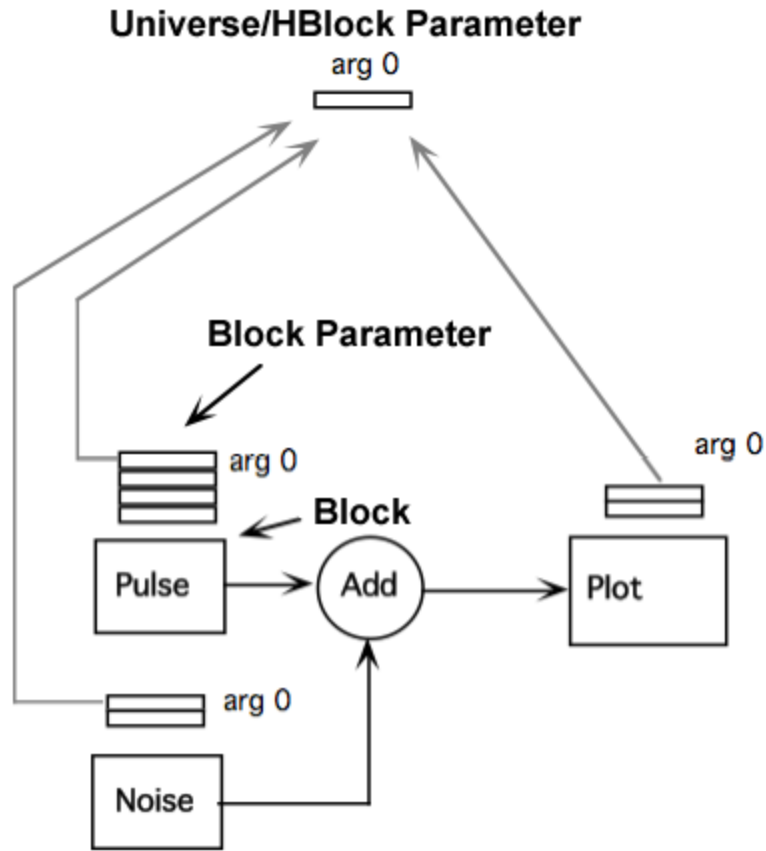 Universe/HBlock Parameter
arg 0
Block Parameter
arg 0
arg 0
Block
Pulse
Add
Plot
arg 0
Noise